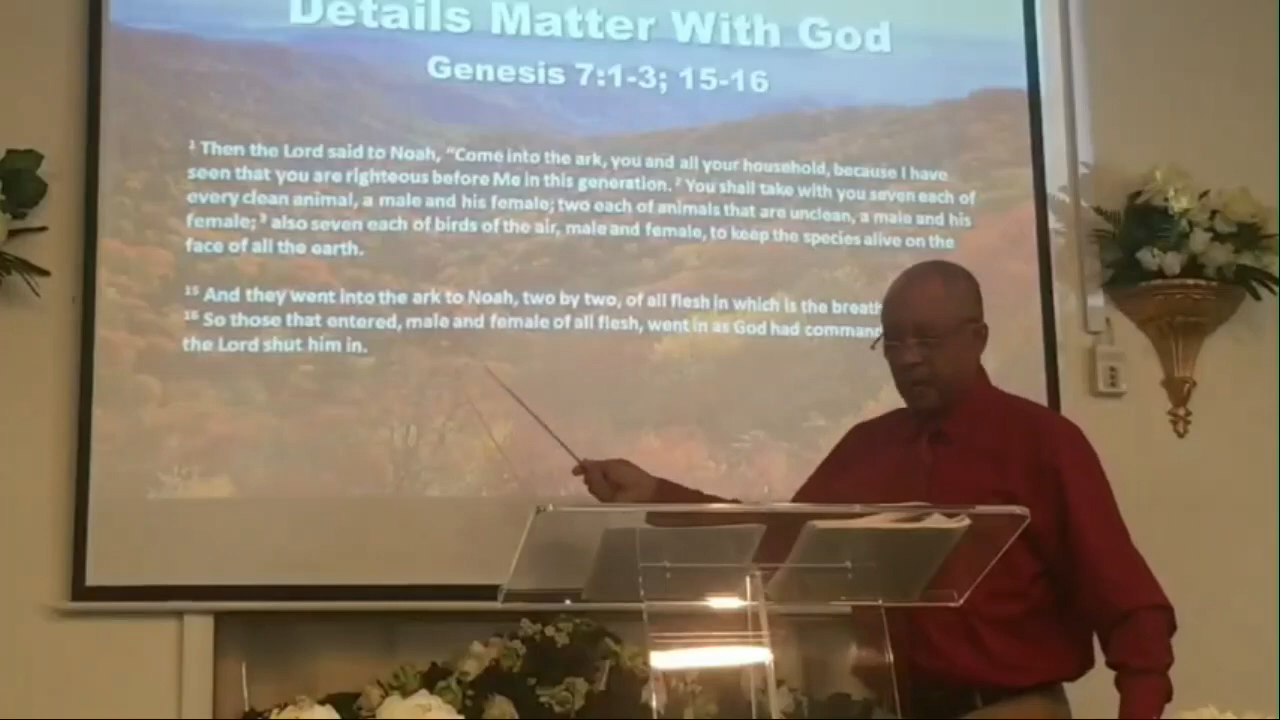 Details Matter With God
Genesis 7:1-3; 15-16
1 Then the Lord said to Noah, “Come into the ark, you and all your household, because I have
seen that you are righteous before Me in this generation. 2 You shall take with you seven each of
every clean animal, a male and his female; two each of animals that are unclean, a male and his
female; 3 also seven each of birds of the air, male and female, to keep the species alive on the
face of all the earth.
15 And they went into the ark to Noah, two by two, of all flesh in which is the breath
16 So those that entered, male and female of all flesh, went in as God had comman
the Lord shut him in.